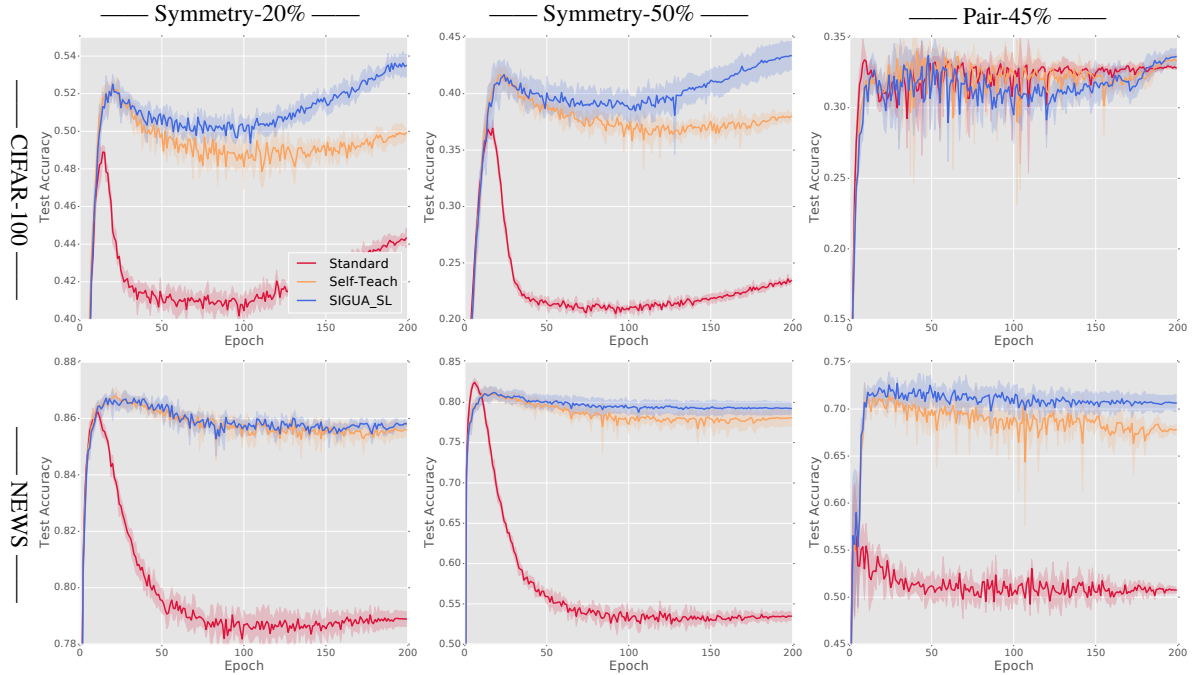 —— Symmetry-20% ——
—— Symmetry-50% ——
—— Pair-45% ——
—— CIFAR-100 ——
Test Accuracy
0.54
0.52
0.50
0.48
0.46
0.44
0.42
0.40
0 50 100 150 200
Epoch
Standard
Self-Teach
SIGUA_SL
Test Accuracy
0.45
0.40
0.35
0.30
0.25
0.20
0 50 100 150 200
Epoch
Test Accuracy
0.35
0.30
0.25
0.20
0.15
0 50 100 150 200
Epoch
—— NEWS ——
Test Accuracy
0.88
0.86
0.84
0.82
0.80
0.78
0 50 100 150 200
Epoch
Test Accuracy
0.85
0.80
0.75
0.70
0.65
0.60
0.55
0.50
0 50 100 150 200
Epoch
Test Accuracy
0.75
0.70
0.65
0.60
0.55
0.50
0.45
0 50 100 150 200
Epoch